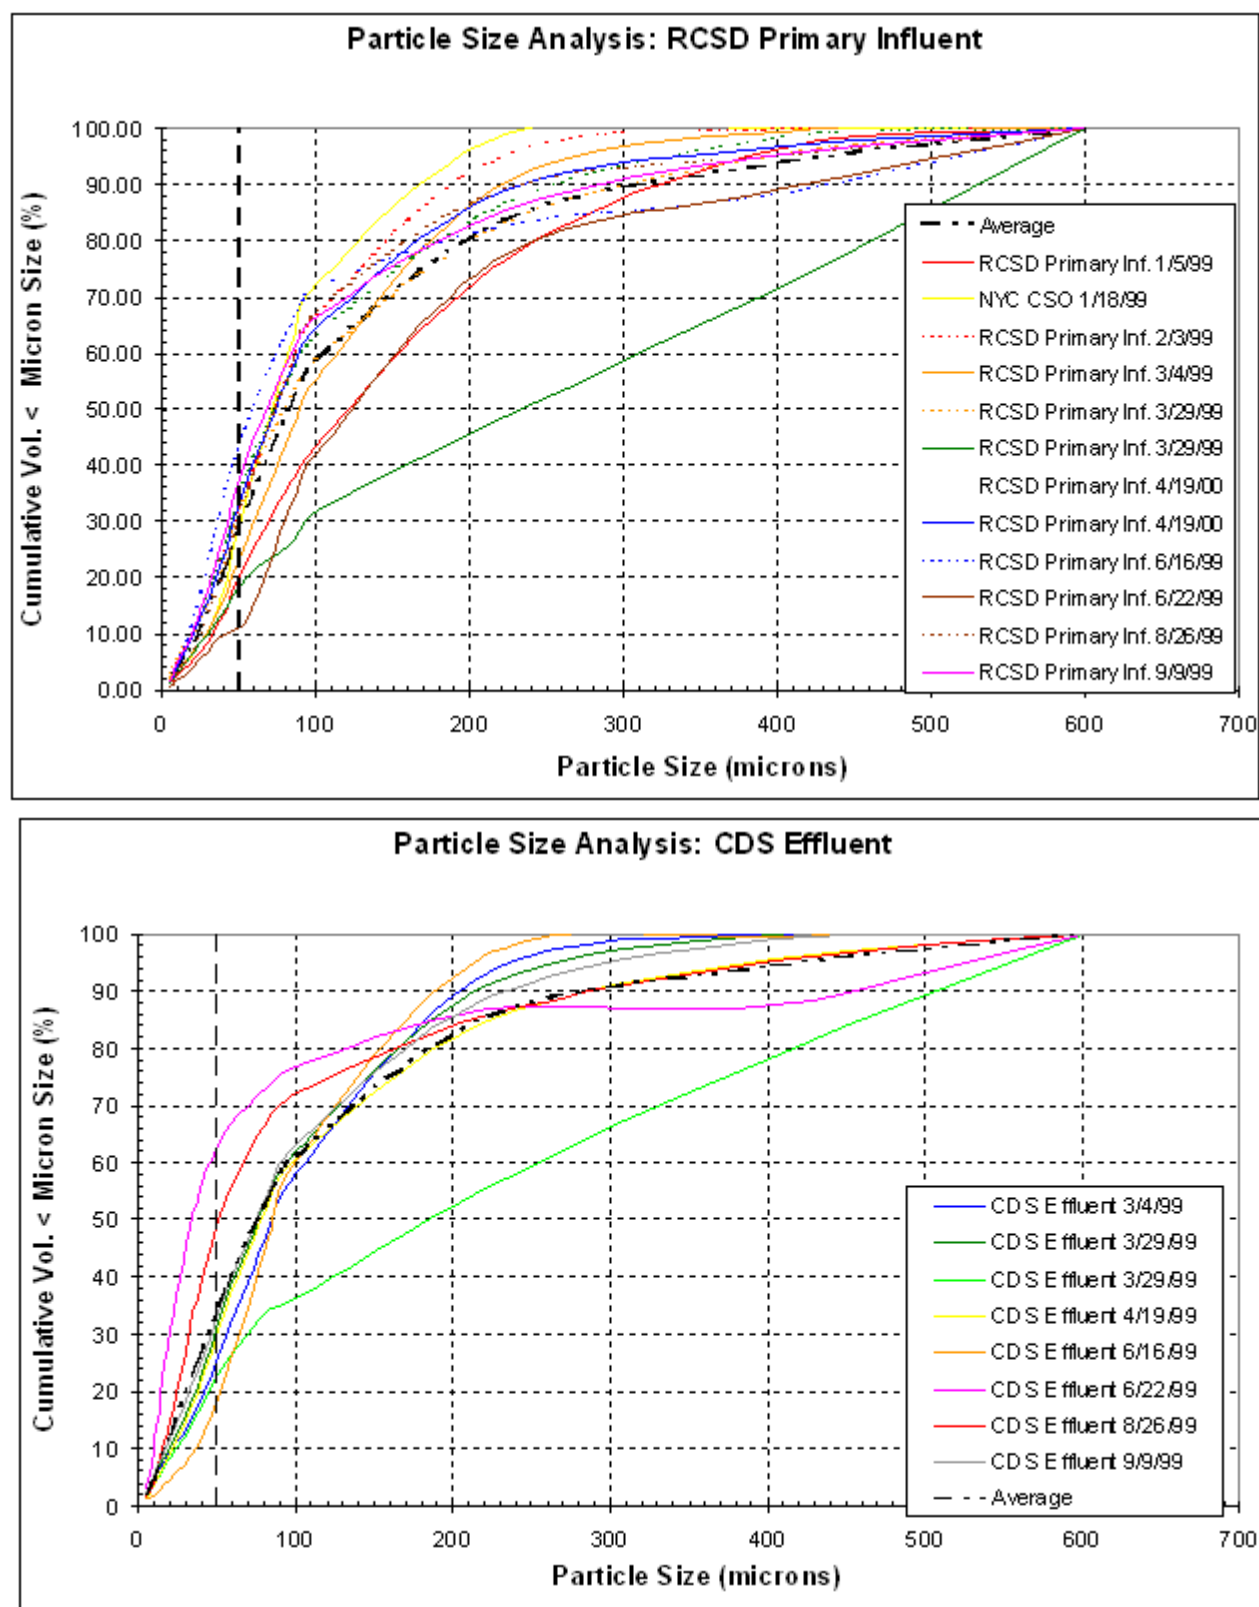 Particle Size Analysis: RCSD Primary Influent
Cumulative Vol. < Micron Size (%)
100.00
90.00
80.00
70.00
60.00
50.00
40.00
30.00
20.00
10.00
0.00
0 100 200 300 400 500 600 700
Particle Size (microns)
Average
RCSD Primary Inf. 1/5/99
NYC CSO 1/18/99
RCSD Primary Inf. 2/3/99
RCSD Primary Inf. 3/4/99
RCSD Primary Inf. 3/29/99
RCSD Primary Inf. 3/29/99
RCSD Primary Inf. 4/19/00
RCSD Primary Inf. 4/19/00
RCSD Primary Inf. 6/16/99
RCSD Primary Inf. 6/22/99
RCSD Primary Inf. 8/26/99
RCSD Primary Inf. 9/9/99
Particle Size Analysis: CDS Effluent
Cumulative Vol. < Micron Size (%)
100
90
80
70
60
50
40
30
20
10
0
0 100 200 300 400 500 600 700
Particle Size (microns)
CDS Effluent 3/4/99
CDS Effluent 3/29/99
CDS Effluent 3/29/99
CDS Effluent 4/19/99
CDS Effluent 6/16/99
CDS Effluent 6/22/99
CDS Effluent 8/26/99
CDS Effluent 9/9/99
Average